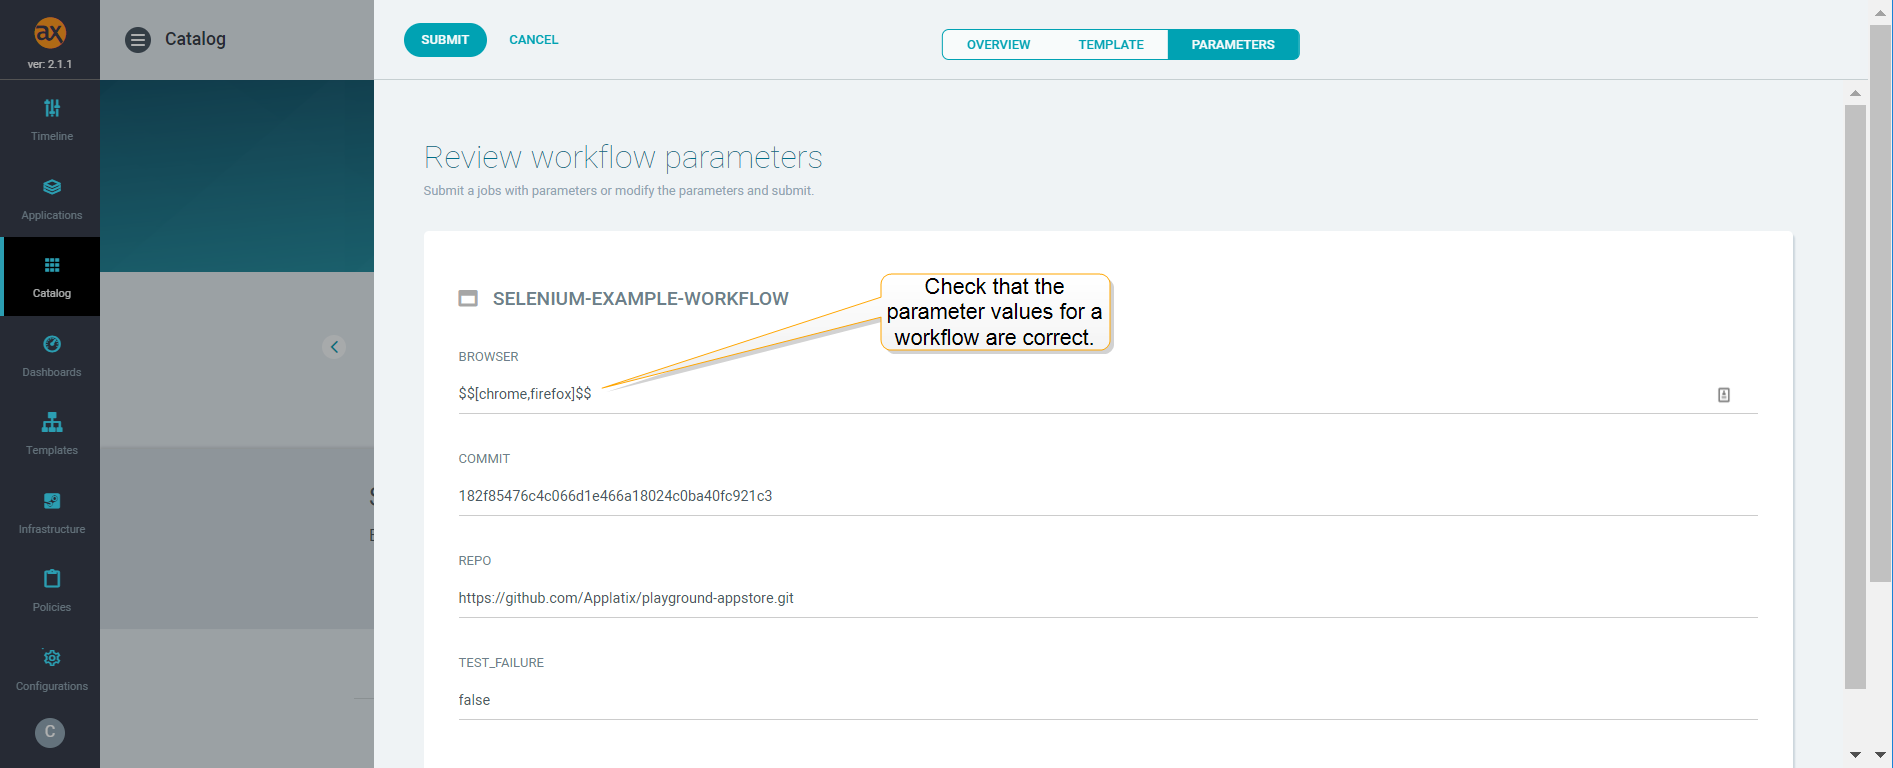 ax
ver: 2.1.1
Timeline
Applications
Catalog
Dashboards
Templates
Infrastructure
Policies
Configurations
C
Catalog
SUBMIT
CANCEL
OVERVIEW
TEMPLATE
PARAMETERS
Review workflow parameters
Submit a jobs with parameters or modify the parameters and submit.
SELENIUM-EXAMPLE-WORKFLOW
Check that the
parameter values for a
workflow are correct.
BROWSER
$$[chrome,firefox]$$
COMMIT
182f85476c4c066d1e466a18024c0ba40fc921c3
REPO
https://github.com/Applatix/playground-appstore.git
TEST_FAILURE
false